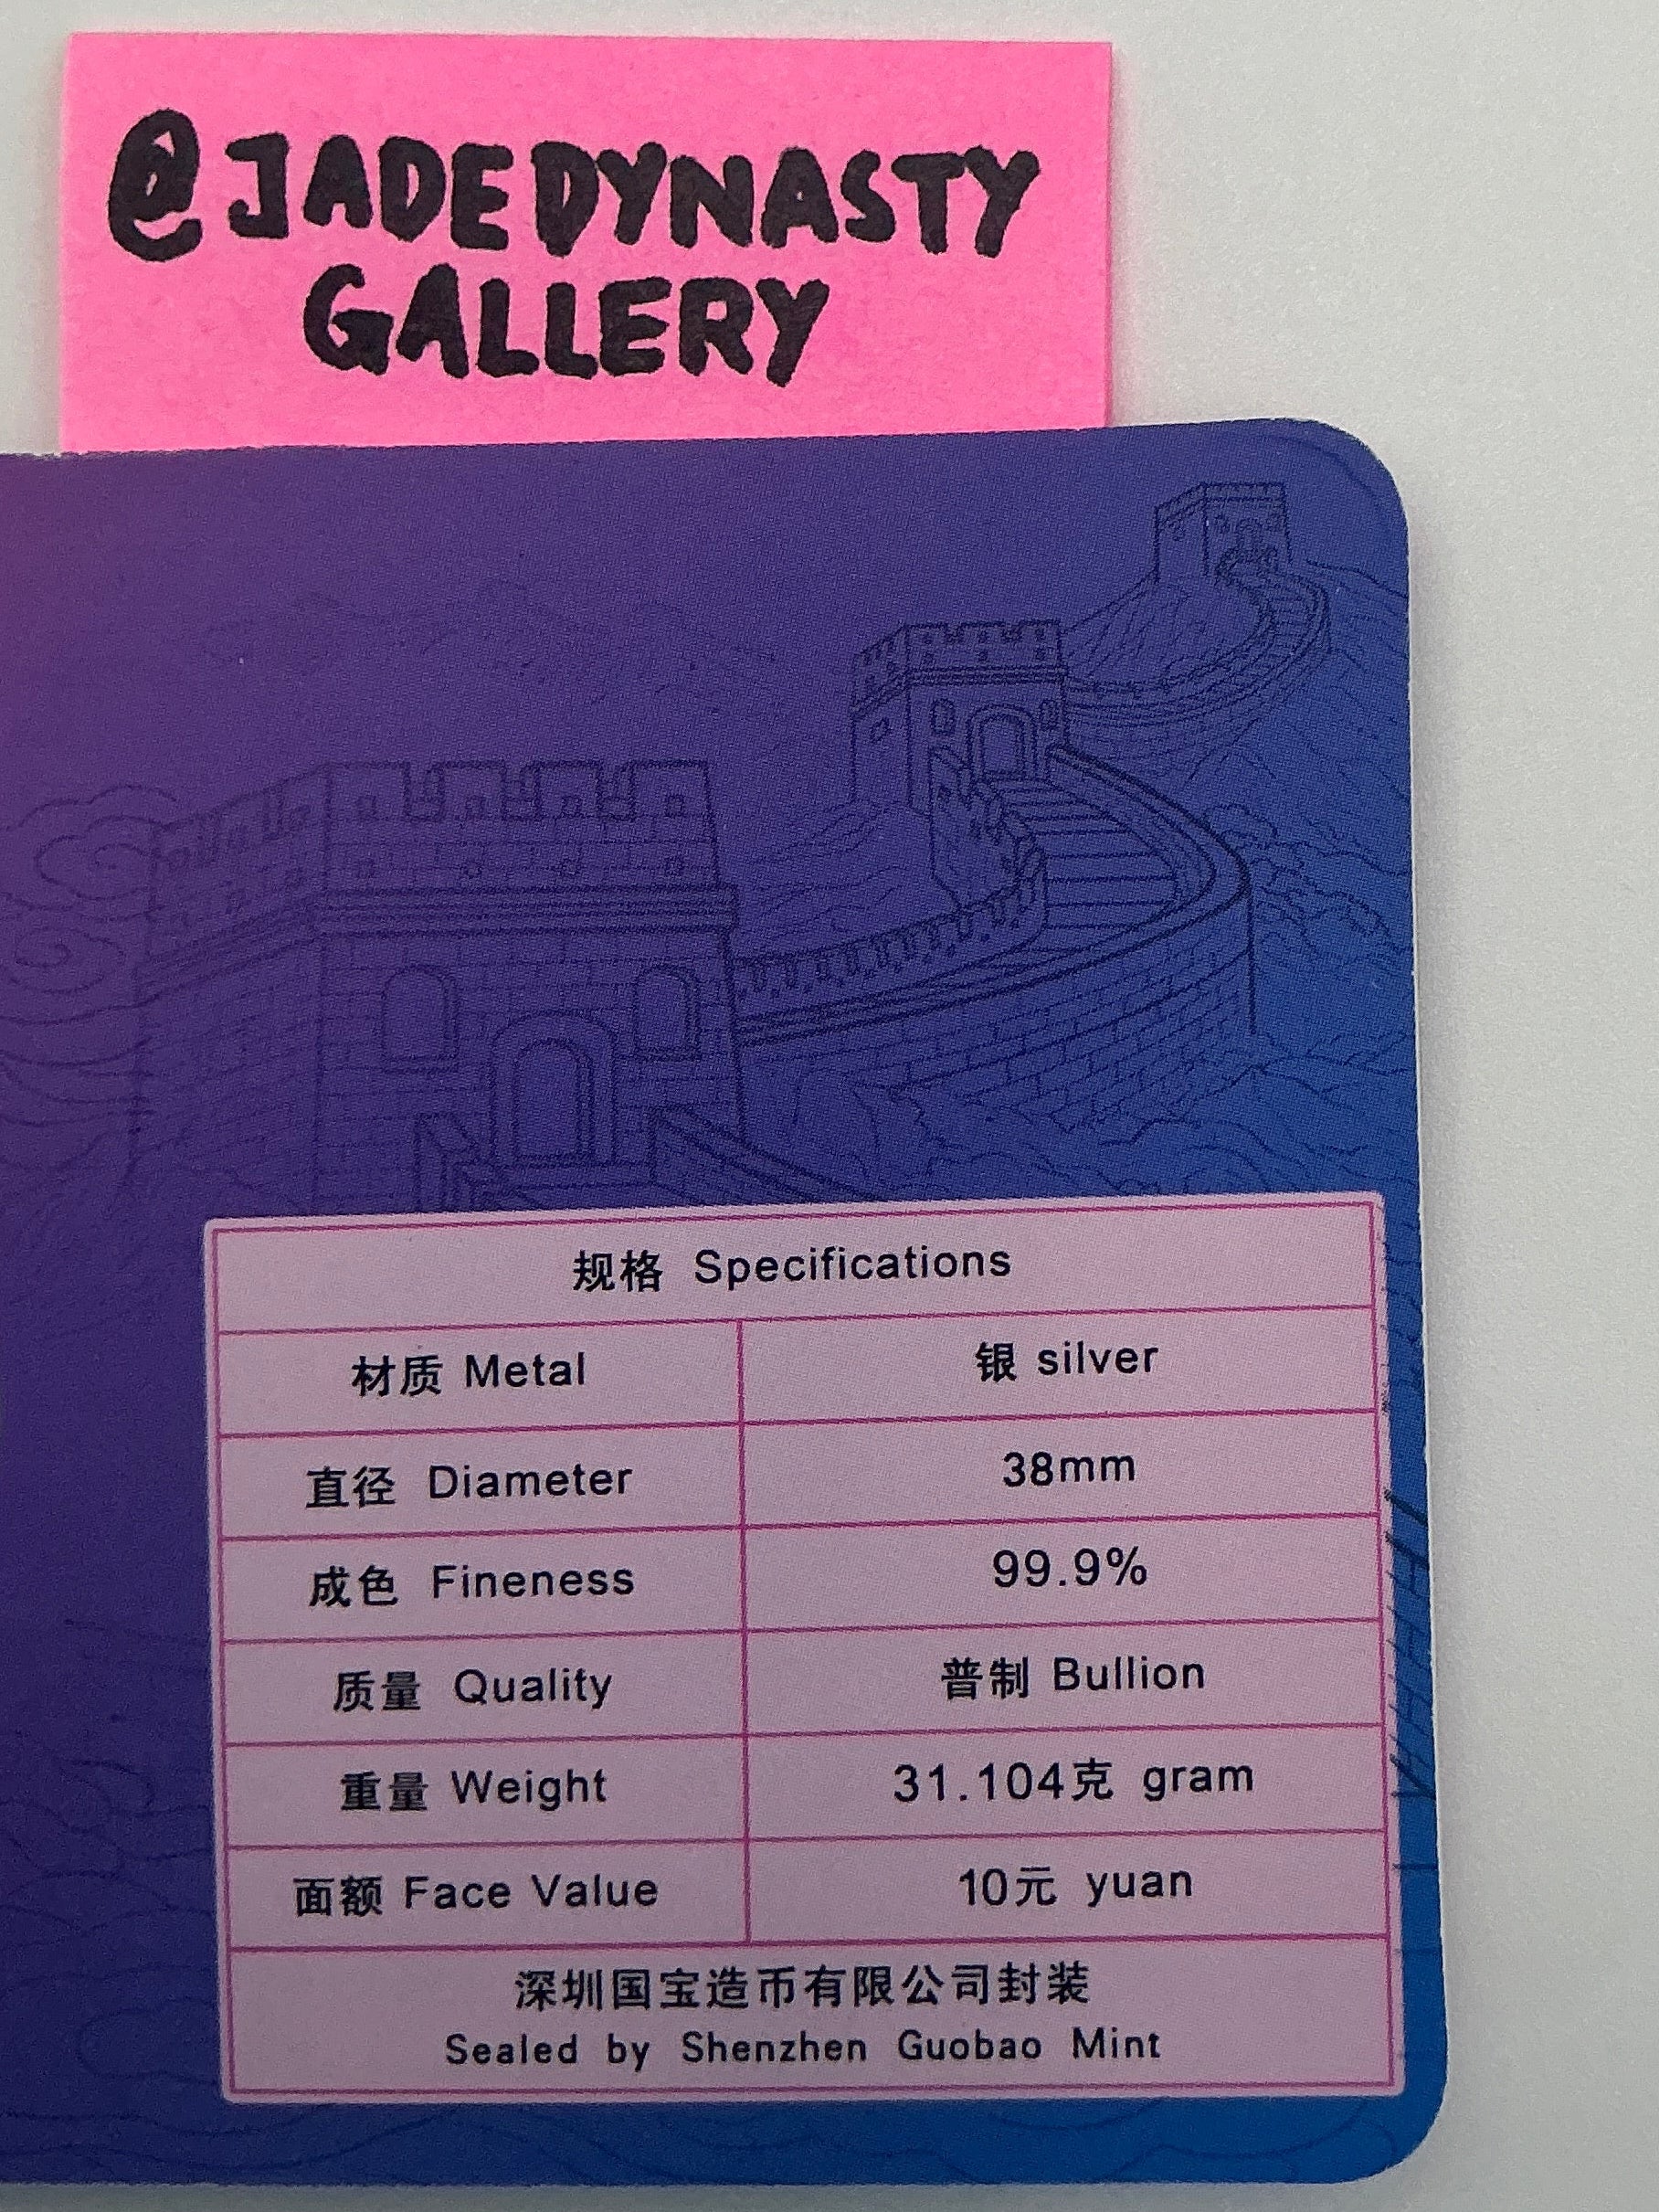 @JADEDYNASTY
GALLERY
规格 Specifications
材质 Metal 银 silver
直径 Diameter 38mm
成色 Fineness 99.9%
质量 Quality 普制 Bullion
重量 Weight 31.104克 gram
面额 Face Value 10元 yuan
深圳国宝造币有限公司封装
Sealed by Shenzhen Guobao Mint